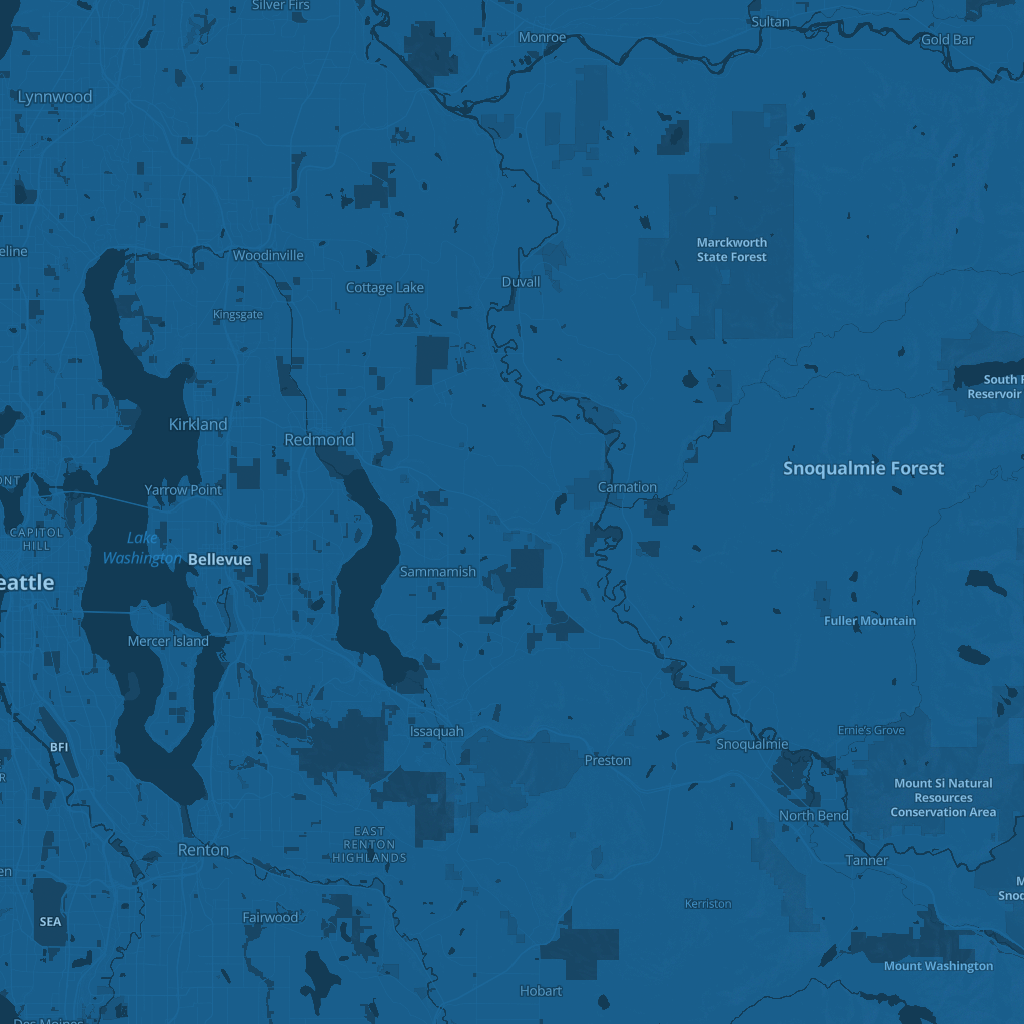 Silver Firs
Sultan
Monroe
Gold Bar
Lynnwood
Marckworth
State Forest
eline
Woodinville
Duvall
Cottage Lake
Kingsgate
South F
Reservoir
Kirkland
Redmond
Snoqualmie Forest
ONT
Yarrow Point
Carnation
CAPITOL
HILL
Lake
Washington
Bellevue
Sammamish
eattle
Fuller Mountain
Mercer Island
Issaquah
Ernie's Grove
BFI
Snoqualmie
Preston
R
Mount Si Natural
Resources
Conservation Area
North Bend
EAST
RENTON
HIGHLANDS
Renton
Tanner
en
M
Snoq
Kerriston
Fairwood
SEA
Mount Washington
Hobart
Des Moines